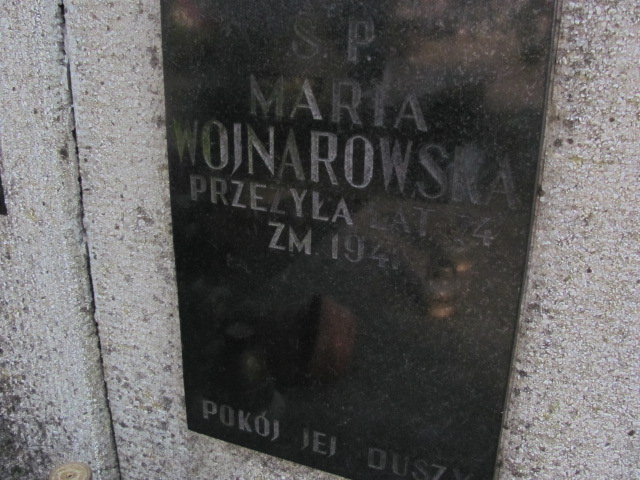 Ś P
MARIA
WOJNAROWSKA
PRZEŻYŁA LAT
ZM.
POKÓJ JEJ DUSZY